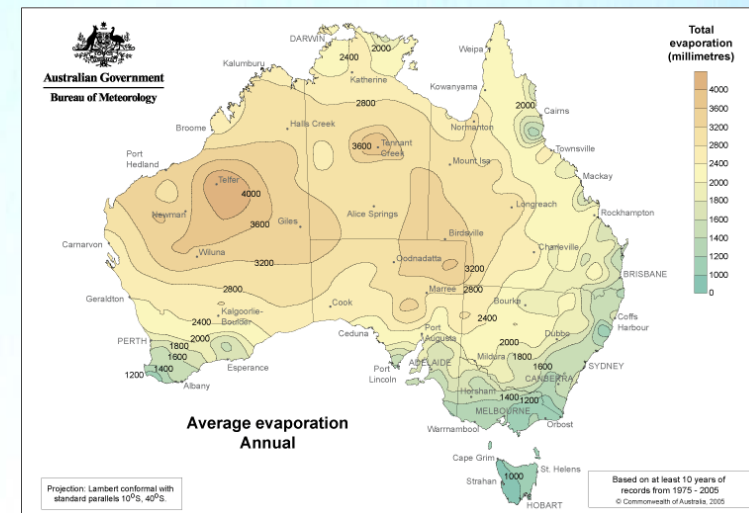 Australian Government
Bureau of Meteorology
Total
evaporation
(millimetres)
4000
3600
3200
2800
2400
2000
1800
1600
1400
1200
1000
0
DARWIN
2000
2400
Weipa
Kalumburu
Katherine
Kowanyama
2800
2000
Cairns
Broome
Halls Creek
Normanton
3600
Tennant
Creek
Townsville
Port
Hedland
Mount Isa
Mackay
Telfer
4000
Newman
Alice Springs
Longreach
Rockhampton
3600
Giles
Birdsville
Carnarvon
Wiluna
3200
Oodnadatta
3200
Charleville
BRISBANE
2800
Marree
2800
Geraldton
Cook
Bourke
Coffs
Harbour
2400
Kalgoorlie-
Boulder
2400
Ceduna
Port
Augusta
PERTH
2000
1800
1600
1400
1200
2000
Dubbo
Mildura
1800
1600
SYDNEY
Esperance
Albany
Port
Lincoln
ADELAIDE
CANBERRA
Horsham
1400
1200
MELBOURNE
Orbost
Warrnambool
Average evaporation
Annual
Cape Grim
St. Helens
1000
Strahan
HOBART
Projection: Lambert conformal with
standard parallels 10°S, 40°S.
Based on at least 10 years of
records from 1975 - 2005
© Commonwealth of Australia, 2005